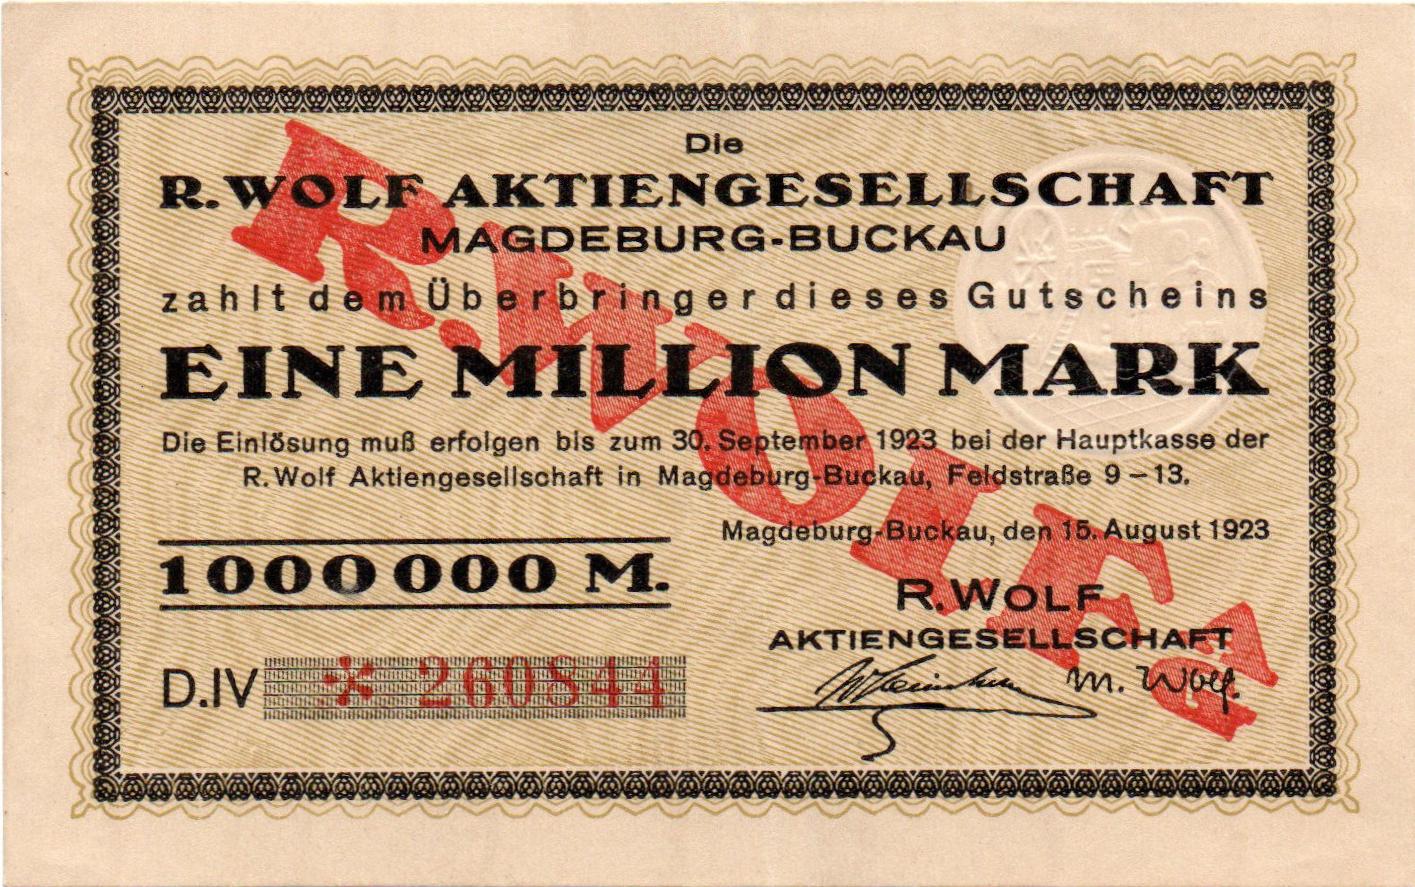 Die
R. WOLF AKTIENGESELLSCHAFT
MAGDEBURG-BUCKAU
zahlt dem Überbringer dieses Gutscheins
EINE MILLION MARK
Die Einlösung muß erfolgen bis zum 30. September 1923 bei der Hauptkasse der
R. Wolf Aktiengesellschaft in Magdeburg-Buckau, Feldstraße 9 – 13.
Magdeburg-Buckau, den 15. August 1923
1000000 M.
R. WOLF
AKTIENGESELLSCHAFT
D.IV * 260844
M. Wolf.
R.WOLF